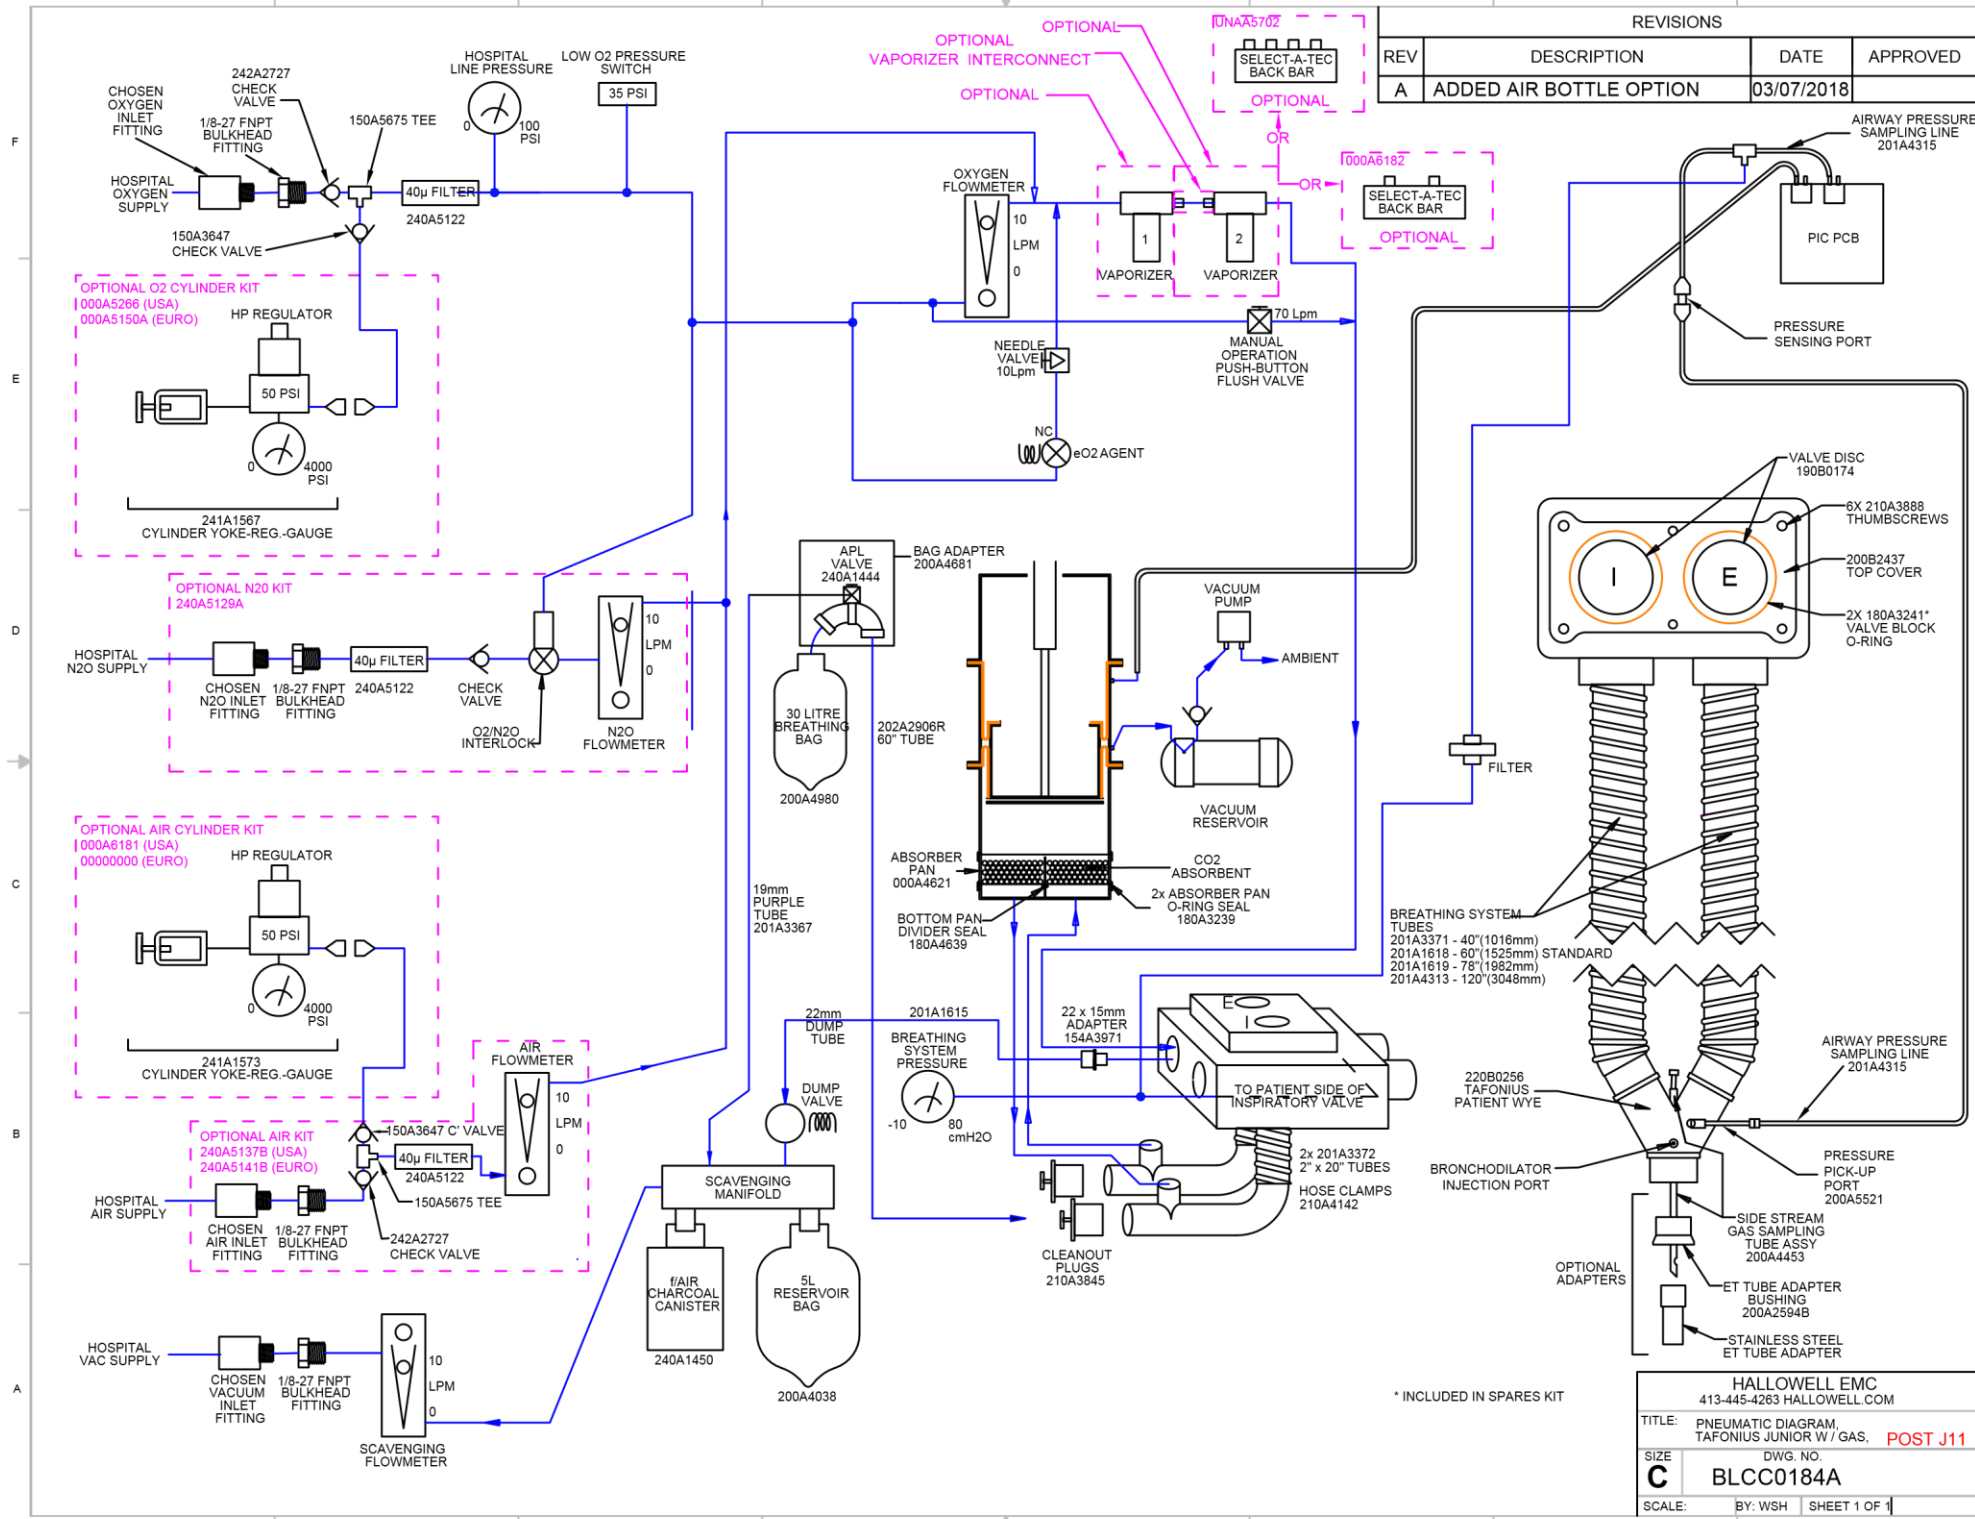 REVISIONS
REV DESCRIPTION DATE APPROVED
A ADDED AIR BOTTLE OPTION 03/07/2018
F
E
D
C
B
A
CHOSEN
OXYGEN
INLET
FITTING
242A2727
CHECK
VALVE
1/8-27 FNPT
BULKHEAD
FITTING
150A5675 TEE
HOSPITAL
LINE PRESSURE
0
100
PSI
LOW O2 PRESSURE
SWITCH
35 PSI
HOSPITAL
OXYGEN
SUPPLY
40µ FILTER
240A5122
150A3647
CHECK VALVE
OPTIONAL O2 CYLINDER KIT
000A5266 (USA)
000A5150A (EURO)
HP REGULATOR
50 PSI
0
4000
PSI
241A1567
CYLINDER YOKE-REG.-GAUGE
OPTIONAL N20 KIT
240A5129A
HOSPITAL
N2O SUPPLY
CHOSEN
N2O INLET
FITTING
1/8-27 FNPT
BULKHEAD
FITTING
40µ FILTER
240A5122
CHECK
VALVE
O2/N2O
INTERLOCK
10
LPM
0
N2O
FLOWMETER
OPTIONAL AIR CYLINDER KIT
000A6181 (USA)
00000000 (EURO)
HP REGULATOR
50 PSI
0
4000
PSI
241A1573
CYLINDER YOKE-REG.-GAUGE
AIR
FLOWMETER
10
LPM
0
OPTIONAL AIR KIT
240A5137B (USA)
240A5141B (EURO)
150A3647 C' VALVE
40µ FILTER
240A5122
150A5675 TEE
HOSPITAL
AIR SUPPLY
CHOSEN
AIR INLET
FITTING
1/8-27 FNPT
BULKHEAD
FITTING
242A2727
CHECK VALVE
HOSPITAL
VAC SUPPLY
CHOSEN
VACUUM
INLET
FITTING
1/8-27 FNPT
BULKHEAD
FITTING
10
LPM
0
SCAVENGING
FLOWMETER
OPTIONAL
OPTIONAL
VAPORIZER INTERCONNECT
OPTIONAL
UNAA5702
SELECT-A-TEC
BACK BAR
OPTIONAL
OR
OR
000A6182
SELECT-A-TEC
BACK BAR
OPTIONAL
OXYGEN
FLOWMETER
10
LPM
0
1
VAPORIZER
2
VAPORIZER
70 Lpm
MANUAL
OPERATION
PUSH-BUTTON
FLUSH VALVE
NEEDLE
VALVE
10Lpm
NC
eO2 AGENT
APL
VALVE
240A1444
BAG ADAPTER
200A4681
30 LITRE
BREATHING
BAG
200A4980
202A2906R
60" TUBE
VACUUM
PUMP
AMBIENT
VACUUM
RESERVOIR
ABSORBER
PAN
000A4621
CO2
ABSORBENT
2x ABSORBER PAN
O-RING SEAL
180A3239
BOTTOM PAN
DIVIDER SEAL
180A4639
19mm
PURPLE
TUBE
201A3367
22mm
DUMP
TUBE
201A1615
22 x 15mm
ADAPTER
154A3971
BREATHING
SYSTEM
PRESSURE
-10
80
cmH2O
DUMP
VALVE
E
I
TO PATIENT SIDE OF
INSPIRATORY VALVE
2x 201A3372
2" x 20" TUBES
HOSE CLAMPS
210A4142
CLEANOUT
PLUGS
210A3845
SCAVENGING
MANIFOLD
f/AIR
CHARCOAL
CANISTER
240A1450
5L
RESERVOIR
BAG
200A4038
AIRWAY PRESSURE
SAMPLING LINE
201A4315
PIC PCB
PRESSURE
SENSING PORT
VALVE DISC
190B0174
6X 210A3888
THUMBSCREWS
200B2437
TOP COVER
2X 180A3241*
VALVE BLOCK
O-RING
I
E
FILTER
BREATHING SYSTEM
TUBES
201A3371 - 40"(1016mm)
201A1618 - 60"(1525mm) STANDARD
201A1619 - 78"(1982mm)
201A4313 - 120"(3048mm)
220B0256
TAFONIUS
PATIENT WYE
AIRWAY PRESSURE
SAMPLING LINE
201A4315
BRONCHODILATOR
INJECTION PORT
PRESSURE
PICK-UP
PORT
200A5521
SIDE STREAM
GAS SAMPLING
TUBE ASSY
200A4453
OPTIONAL
ADAPTERS
ET TUBE ADAPTER
BUSHING
200A2594B
STAINLESS STEEL
ET TUBE ADAPTER
* INCLUDED IN SPARES KIT
HALLOWELL EMC
413-445-4263 HALLOWELL.COM
TITLE: PNEUMATIC DIAGRAM,
TAFONIUS JUNIOR W / GAS, POST J11
SIZE
C
DWG. NO.
BLCC0184A
SCALE: BY: WSH SHEET 1 OF 1